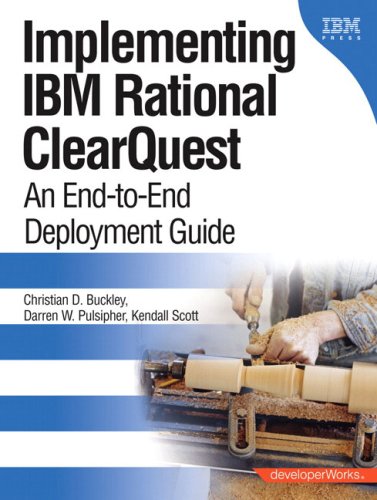 IBM
PRESS
Implementing
IBM Rational
ClearQuest
An End-to-End
Deployment Guide
Christian D. Buckley,
Darren W. Pulsipher, Kendall Scott
developerWorks®